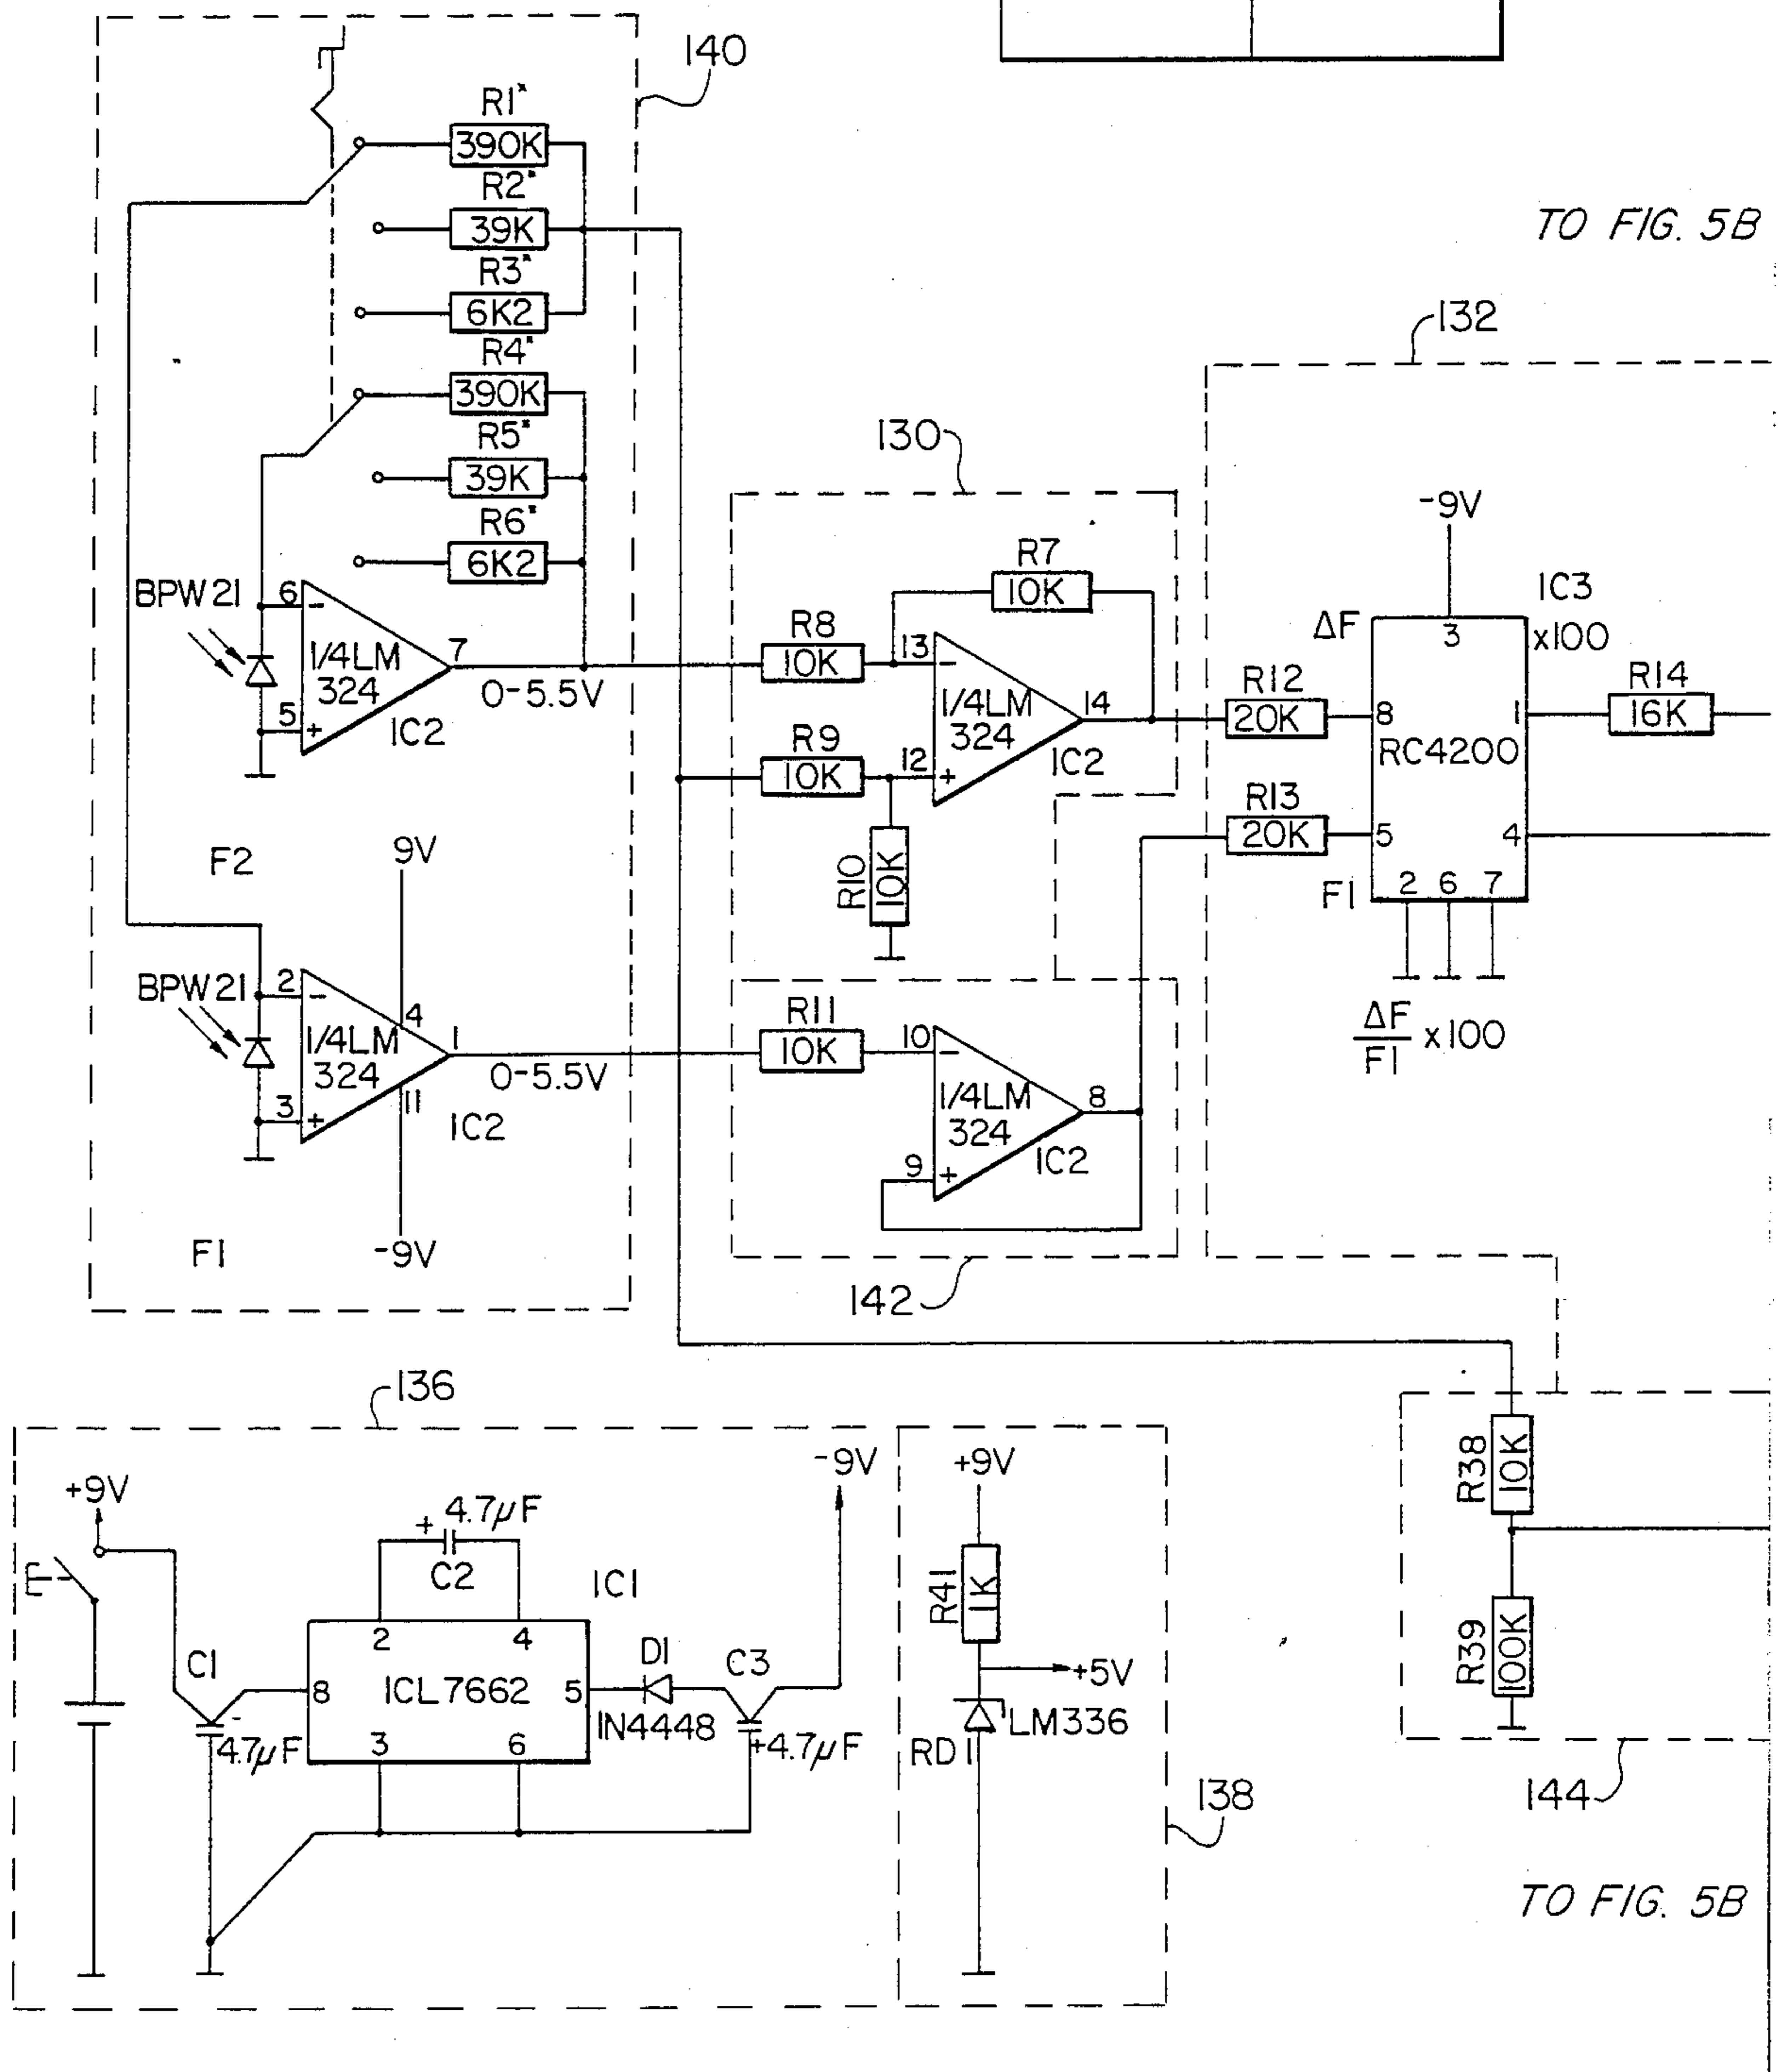 140
R1*
390K
R2*
39K
R3*
6K2
R4*
390K
R5*
39K
R6*
6K2
TO FIG. 5B
132
130
BPW21
6 -
1/4LM
324
5 +
7
0-5.5V
IC2
R7
10K
R8
10K
13 -
1/4LM
324
14
R9
10K
12 +
IC2
R10
10K
-9V
IC3
ΔF
3
x100
R12
20K
8
1
R14
16K
RC4200
R13
20K
5
4
F1
2 6 7
ΔF
F1
x100
F2
9V
BPW21
2 -
4
1/4LM
324
1
0-5.5V
3 +
11
IC2
-9V
F1
R11
10K
10 -
1/4LM
324
8
9 +
IC2
142
136
+9V
+ 4.7µF
C2
IC1
-9V
C1
2 4
8
ICL7662
5
D1
C3
1N4448
4.7µF
3 6
+4.7µF
+9V
R41
1K
+5V
LM336
RD1
138
R38
10K
R39
100K
144
TO FIG. 5B